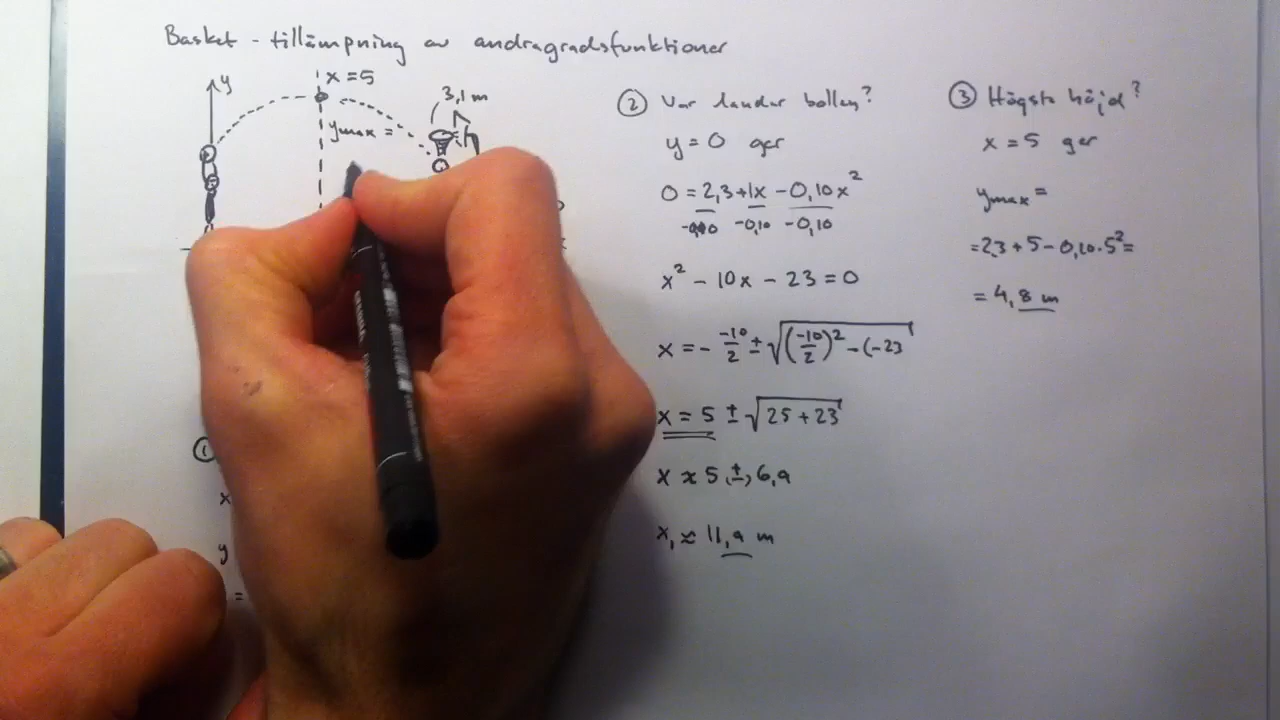 Basket - tillämpning av andragradsfunktioner
y
x = 5
3,1 m
ymax =
①
x
y
=
② Var landar bollen?
y = 0 ger
0 = 2,3+1x - 0,10x²
-0,10 -0,10 -0,10
x² - 10x - 23 = 0
x = - -10/2 ± √(-10/2)² - (-23
x = 5 ± √25 + 23
x ≈ 5 (±) 6,9
x₁ ≈ 11,9 m
③ Högsta höjd?
x = 5 ger
ymax =
= 2,3 + 5 - 0,10·5² =
= 4,8 m